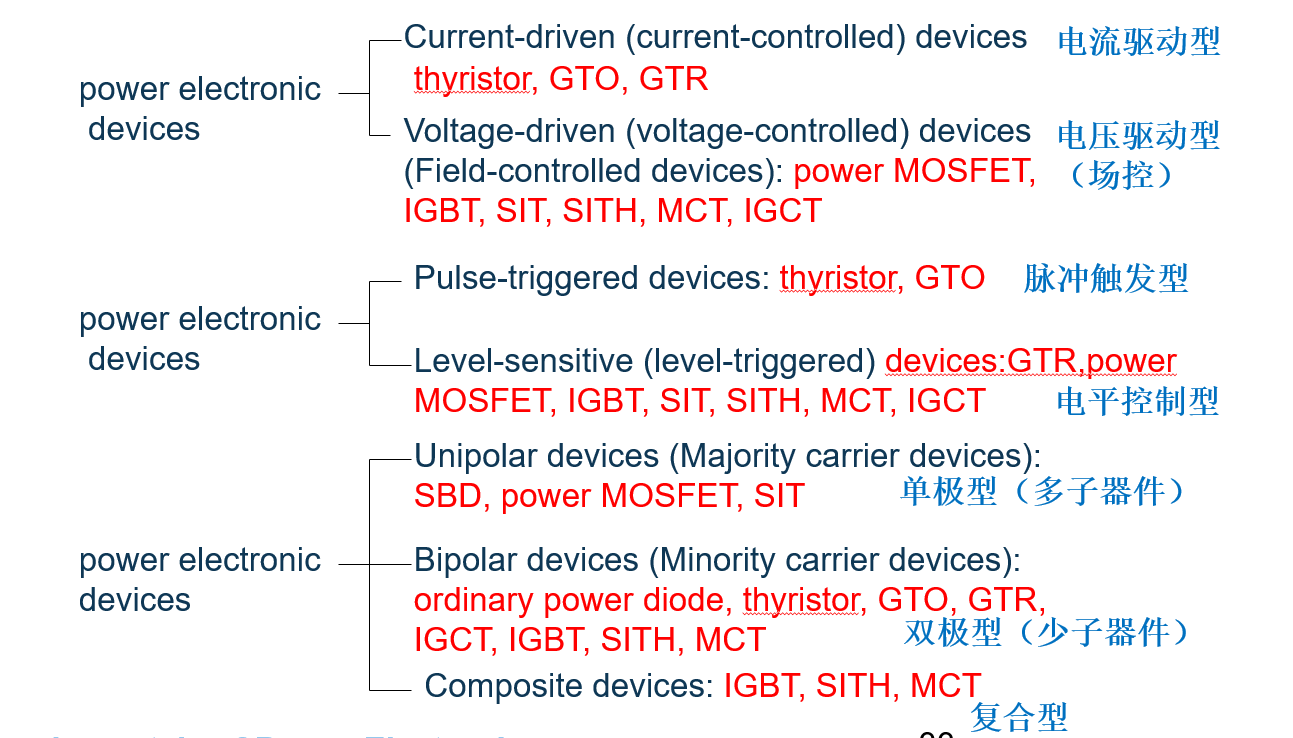 Current-driven (current-controlled) devices 电流驱动型
thyristor, GTO, GTR
power electronic
devices
Voltage-driven (voltage-controlled) devices 电压驱动型
(Field-controlled devices): power MOSFET, （场控）
IGBT, SIT, SITH, MCT, IGCT
Pulse-triggered devices: thyristor, GTO 脉冲触发型
power electronic
devices
Level-sensitive (level-triggered) devices:GTR,power
MOSFET, IGBT, SIT, SITH, MCT, IGCT 电平控制型
Unipolar devices (Majority carrier devices):
SBD, power MOSFET, SIT 单极型（多子器件）
power electronic
devices
Bipolar devices (Minority carrier devices):
ordinary power diode, thyristor, GTO, GTR,
IGCT, IGBT, SITH, MCT 双极型（少子器件）
Composite devices: IGBT, SITH, MCT
复合型